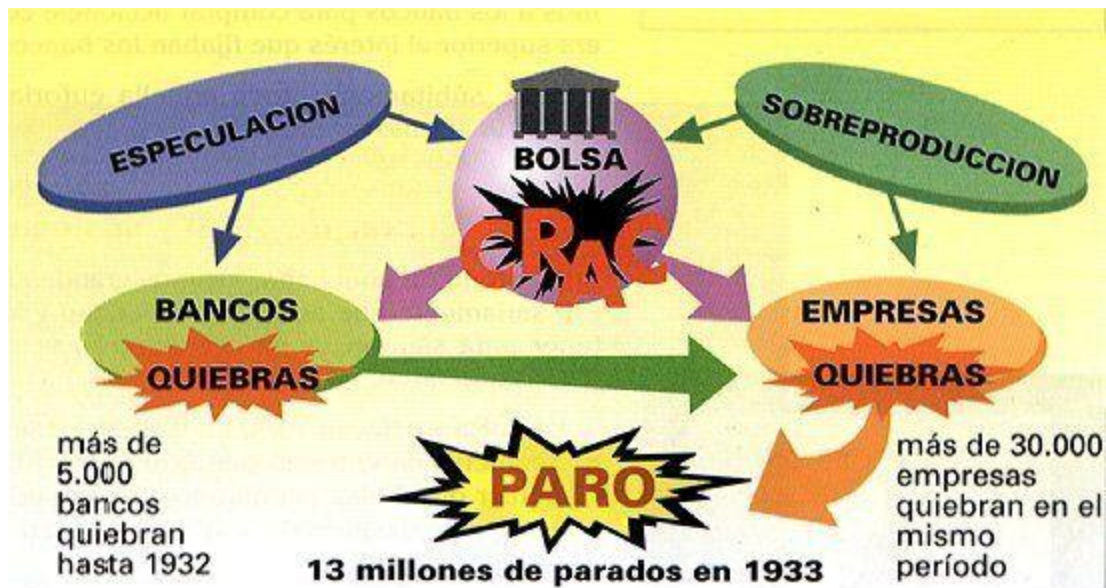 ESPECULACION
BOLSA
CRAC
SOBREPRODUCCION
BANCOS
QUIEBRAS
EMPRESAS
QUIEBRAS
más de
5.000
bancos
quiebran
hasta 1932
PARO
13 millones de parados en 1933
más de 30.000
empresas
quiebran en el
mismo
período